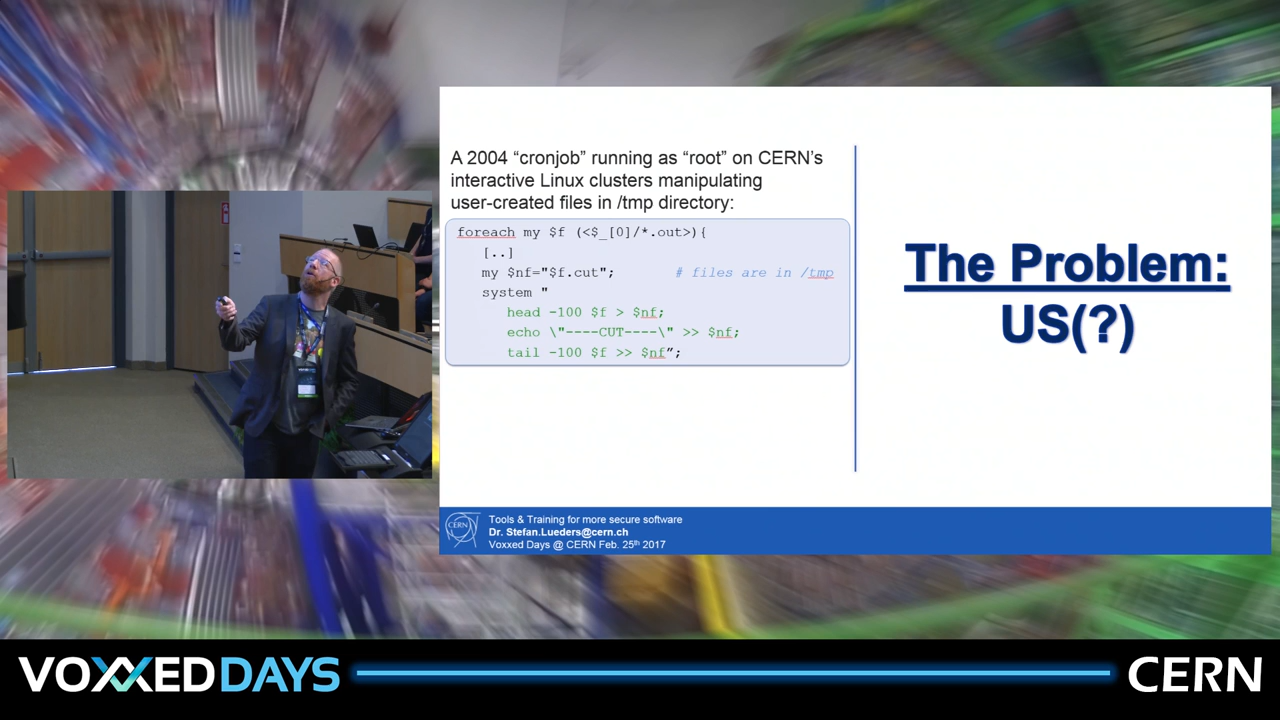 A 2004 “cronjob” running as “root” on CERN’s
interactive Linux clusters manipulating
user-created files in /tmp directory:
foreach my $f (<$_[0]/*.out>){
[..]
my $nf="$f.cut"; # files are in /tmp
system "
head -100 $f > $nf;
echo \"----CUT----\" >> $nf;
tail -100 $f >> $nf”;
The Problem:
US(?)
CERN
Tools & Training for more secure software
Dr. Stefan.Lueders@cern.ch
Voxxed Days @ CERN Feb. 25th 2017
VOXXED DAYS
CERN